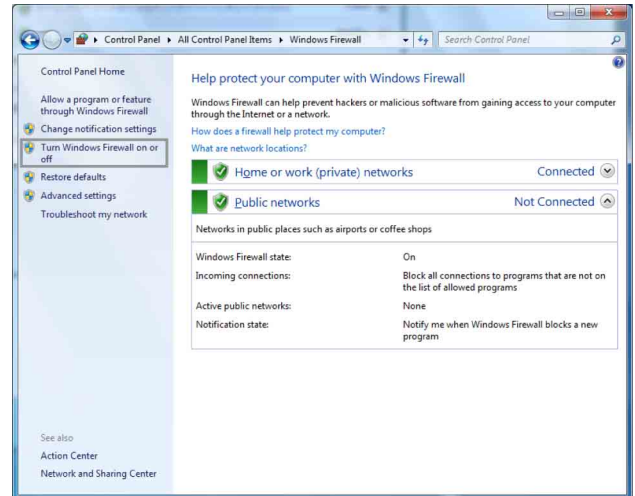 Control Panel ▸ All Control Panel Items ▸ Windows Firewall
Search Control Panel
Control Panel Home
Allow a program or feature
through Windows Firewall
Change notification settings
Turn Windows Firewall on or
off
Restore defaults
Advanced settings
Troubleshoot my network
See also
Action Center
Network and Sharing Center
Help protect your computer with Windows Firewall
Windows Firewall can help prevent hackers or malicious software from gaining access to your computer
through the Internet or a network.
How does a firewall help protect my computer?
What are network locations?
Home or work (private) networks Connected
Public networks Not Connected
Networks in public places such as airports or coffee shops
Windows Firewall state: On
Incoming connections: Block all connections to programs that are not on
the list of allowed programs
Active public networks: None
Notification state: Notify me when Windows Firewall blocks a new
program